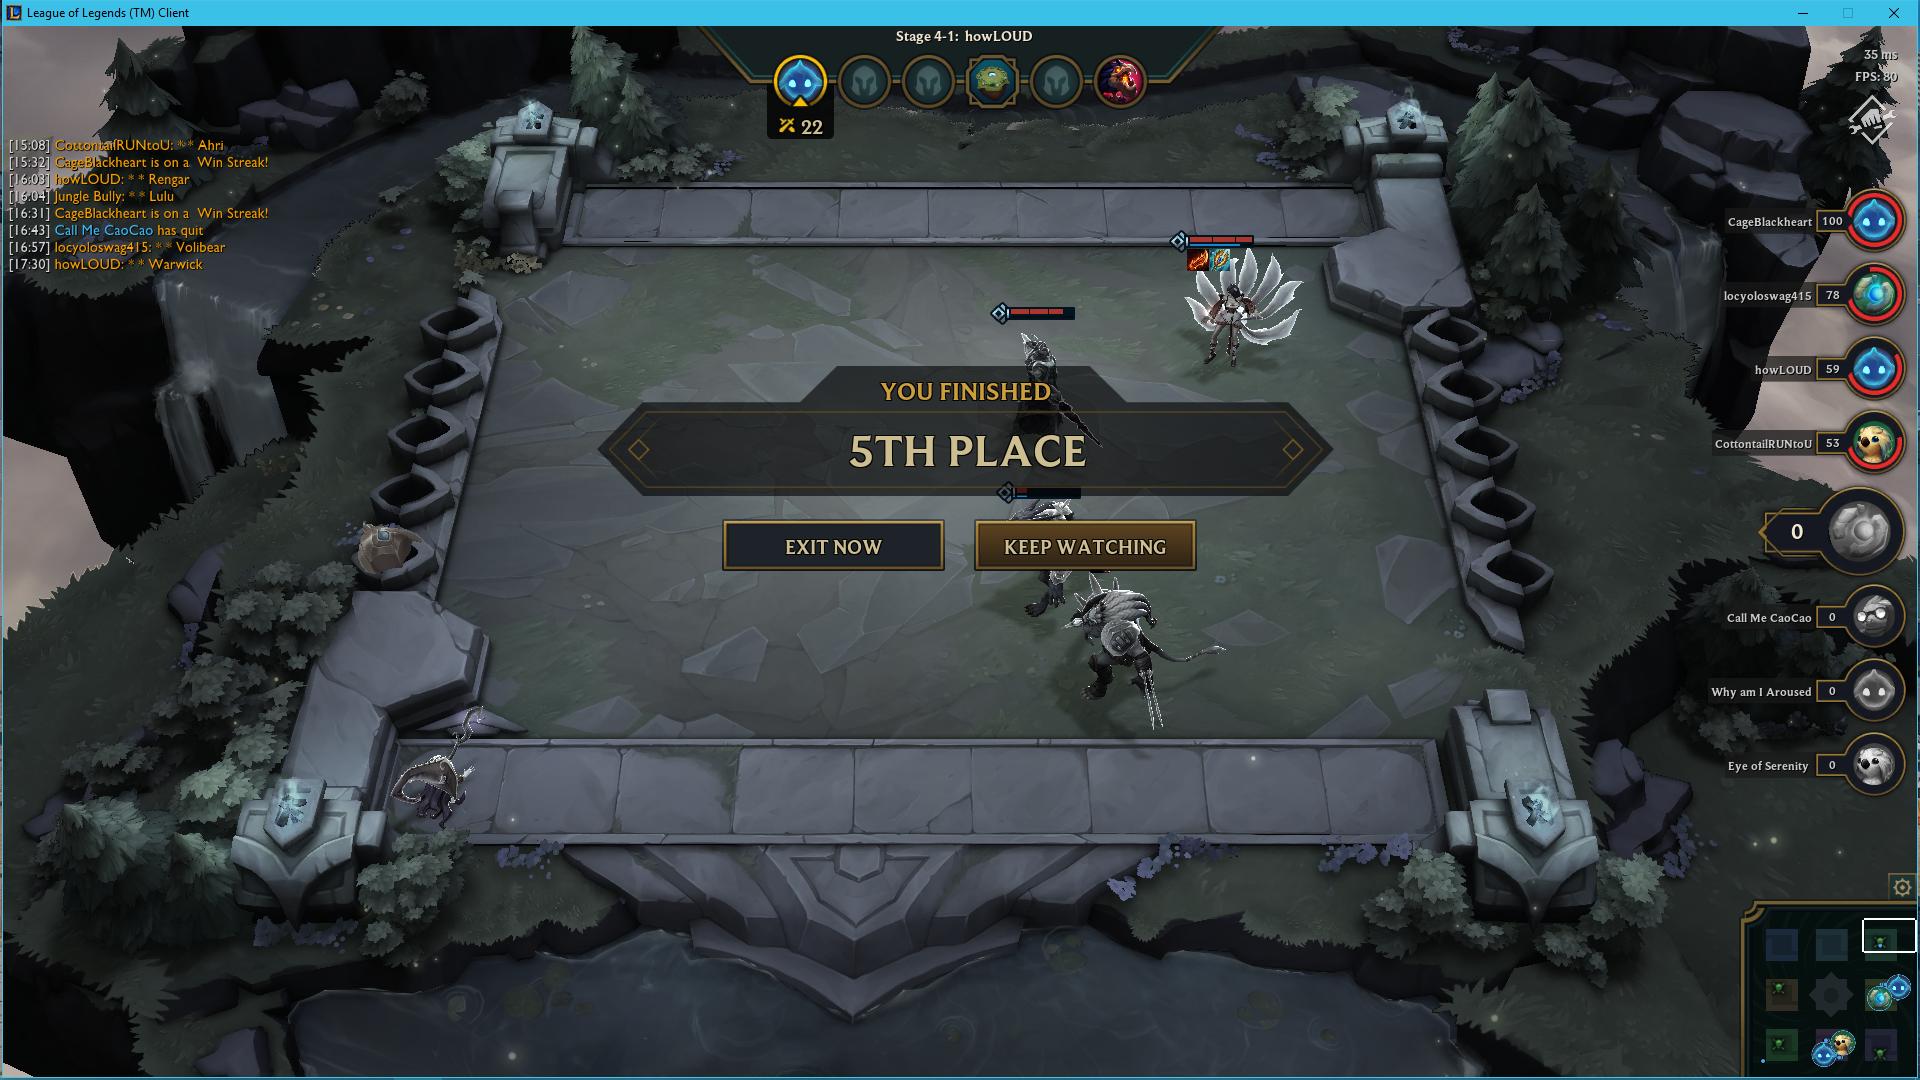 League of Legends (TM) Client
Stage 4-1: howLOUD
35 ms
FPS: 80
22
[15:08] CottontailRUNtoU: * * Ahri
[15:32] CageBlackheart is on a Win Streak!
[16:03] howLOUD: * * Rengar
[16:04] Jungle Bully: * * Lulu
[16:31] CageBlackheart is on a Win Streak!
[16:43] Call Me CaoCao has quit
[16:57] locyoloswag415: * * Volibear
[17:30] howLOUD: * * Warwick
CageBlackheart 100
locyoloswag415 78
howLOUD 59
CottontailRUNtoU 53
0
Call Me CaoCao 0
Why am I Aroused 0
Eye of Serenity 0
YOU FINISHED
5TH PLACE
EXIT NOW
KEEP WATCHING